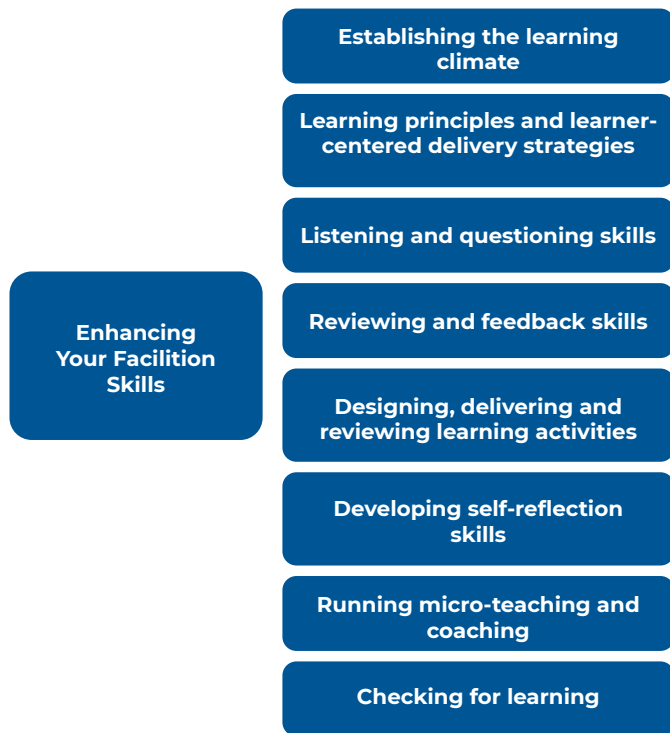 Establishing the learning
climate
Learning principles and learner-
centered delivery strategies
Listening and questioning skills
Enhancing
Your Facilition
Skills
Reviewing and feedback skills
Designing, delivering and
reviewing learning activities
Developing self-reflection
skills
Running micro-teaching and
coaching
Checking for learning